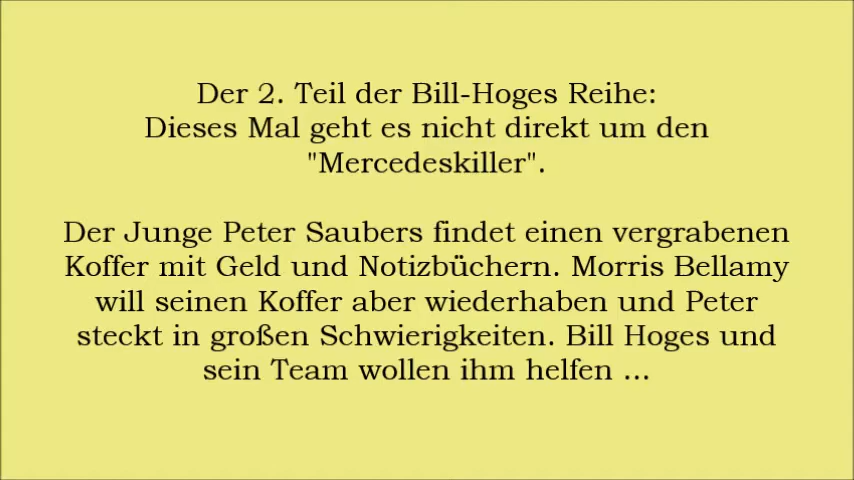 Der 2. Teil der Bill-Hoges Reihe:
Dieses Mal geht es nicht direkt um den
"Mercedeskiller".
Der Junge Peter Saubers findet einen vergrabenen
Koffer mit Geld und Notizbüchern. Morris Bellamy
will seinen Koffer aber wiederhaben und Peter
steckt in großen Schwierigkeiten. Bill Hoges und
sein Team wollen ihm helfen ...